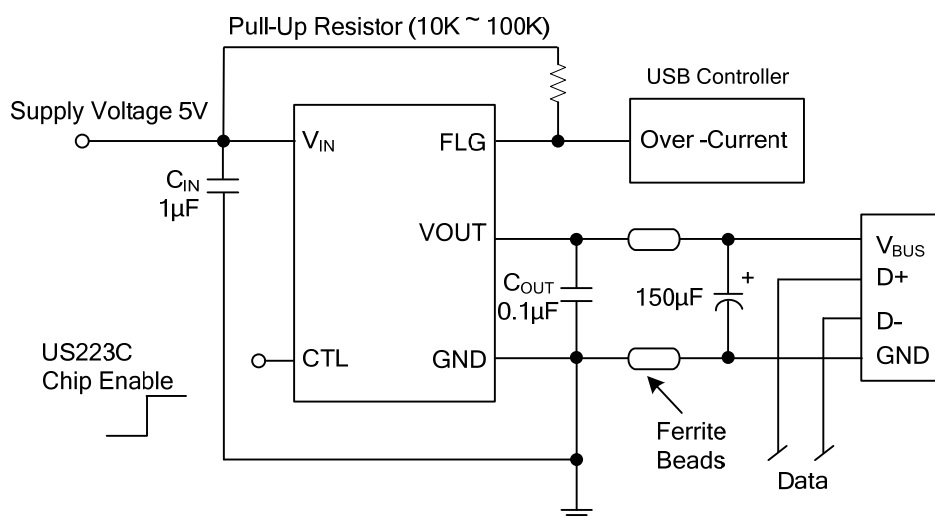 Pull-Up Resistor (10K ~ 100K)
USB Controller
Supply Voltage 5V
VIN
FLG
Over -Current
CIN
1µF
VOUT
VBUS
D+
COUT
0.1µF
150µF
+
D-
US223C
Chip Enable
CTL
GND
GND
Ferrite
Beads
Data